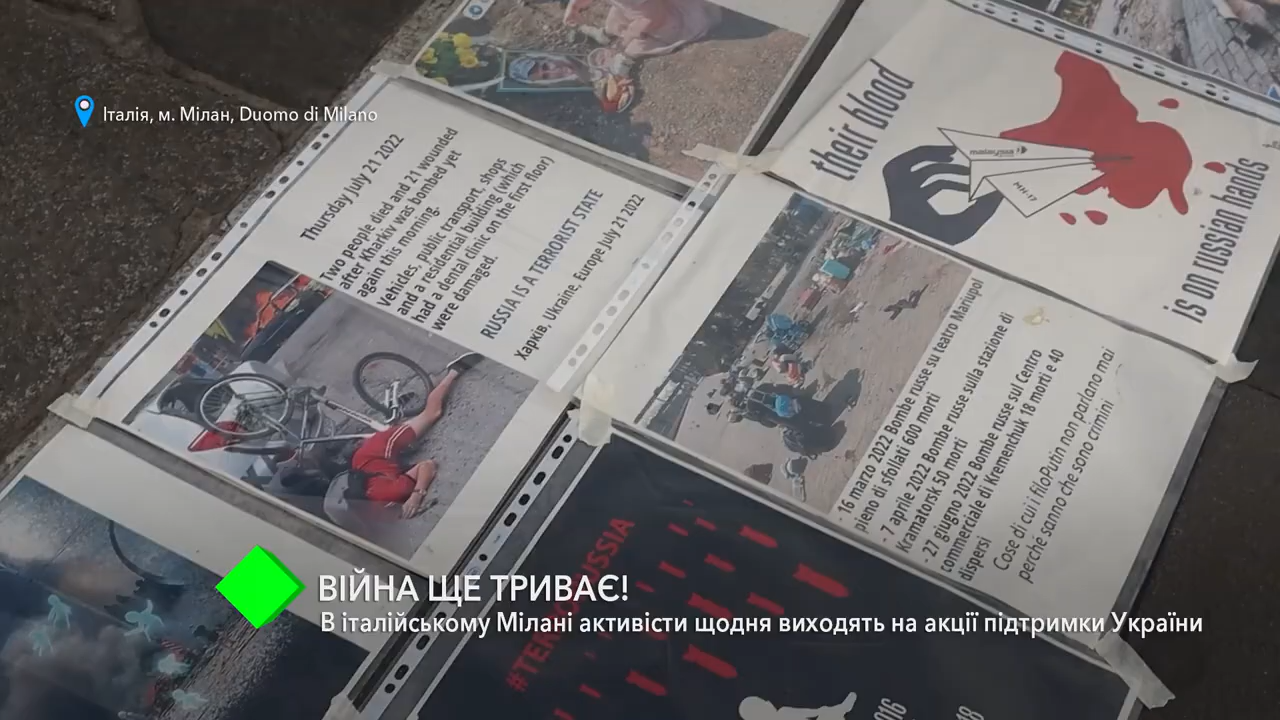 Італія, м. Мілан, Duomo di Milano
Thursday July 21 2022
Two people died and 21 wounded
after Kharkiv was bombed yet
again this morning.
Vehicles, public transport, shops
and a residential building (which
had a dental clinic on the first floor)
were damaged.
RUSSIA IS A TERRORIST STATE
Харків, Ukraine, Europe July 21 2022
their blood
MH-17
is on russian hands
- 16 marzo 2022 Bombe russe su teatro Mariupol
pieno di sfollati 600 morti
- 7 aprile 2022 Bombe russe sulla stazione di
Kramatorsk 50 morti
- 27 giugno 2022 Bombe russe sul Centro
commerciale di Kremenchuk 18 morti e 40
dispersi
Cose di cui i filoPutin non parlano mai
perché sanno che sono crimini
ВІЙНА ЩЕ ТРИВАЄ!
В італійському Мілані активісти щодня виходять на акції підтримки України